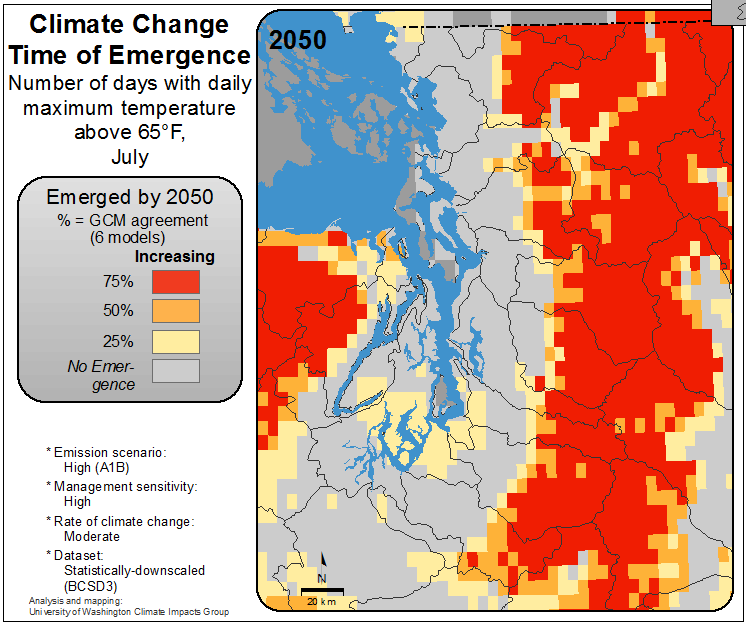 Climate Change
Time of Emergence
Number of days with daily
maximum temperature
above 65°F,
July
Emerged by 2050
% = GCM agreement
(6 models)
Increasing
75%
50%
25%
No Emer-
gence
* Emission scenario:
High (A1B)
* Management sensitivity:
High
* Rate of climate change:
Moderate
* Dataset:
Statistically-downscaled
(BCSD3)
Analysis and mapping:
University of Washington Climate Impacts Group
2050
N
20 km